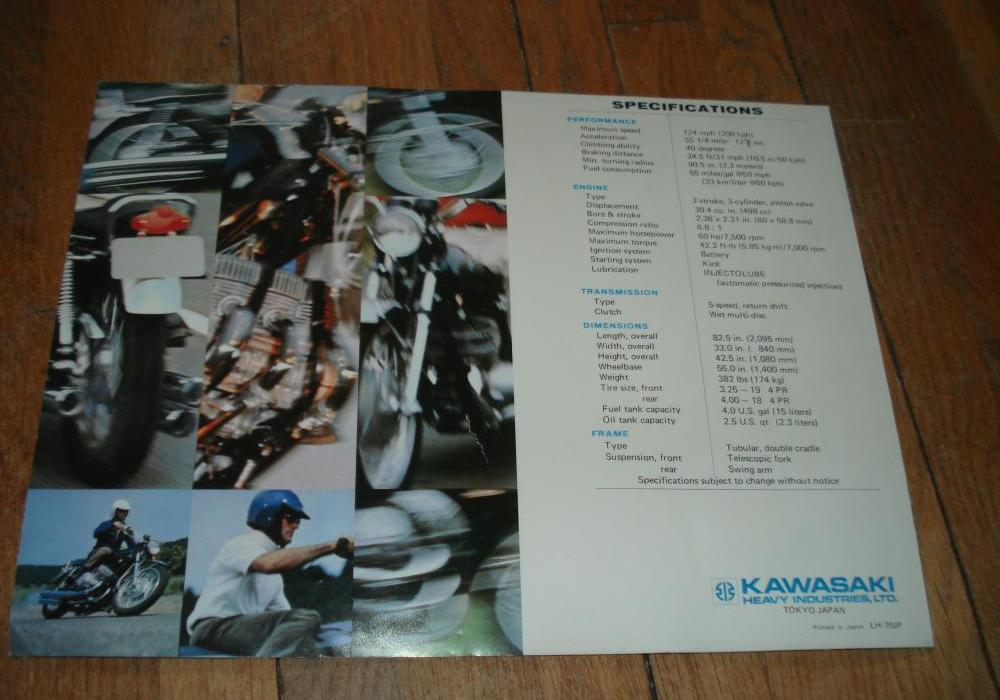 SPECIFICATIONS
PERFORMANCE
Maximum speed 124 mph (200 kph)
Acceleration SS 1/4-mile: sec.
Climbing ability 40 degree
Braking distance 34.5 ft/31 mph (10.5 m/50 kph)
Min. turning radius 90.5 in. (2.3 meters)
Fuel consumption 55 miles/gal @50 mph
(33 km/liter @50 kph)
ENGINE
Type 2-stroke, 3-cylinder, piston valve
Displacement 30.4 cu. in. (498 cc)
Bore & stroke 2.36 x 2.31 in. (60 x 58.8 mm)
Compression ratio 6.8 : 1
Maximum horsepower 60 hp/7,500 rpm
Maximum torque 42.3 ft-lb (5.85 kg-m)/7,000 rpm
Ignition system Battery
Starting system Kick
Lubrication INJECTOLUBE
(automatic pressurized injection)
TRANSMISSION
Type 5-speed, return shift
Clutch Wet multi-disc
DIMENSIONS
Length, overall 82.5 in. (2,095 mm)
Width, overall 33.0 in. ( 840 mm)
Height, overall 42.5 in. (1,080 mm)
Wheelbase 55.0 in. (1,400 mm)
Weight 382 lbs (174 kg)
Tire size, front 3.25 – 19 4 PR
rear 4.00 – 18 4 PR
Fuel tank capacity 4.0 U.S. gal (15 liters)
Oil tank capacity 2.5 U.S. qt (2.3 liters)
FRAME
Type Tubular, double cradle
Suspension, front Telescopic fork
rear Swing arm
Specifications subject to change without notice
KAWASAKI
HEAVY INDUSTRIES, LTD.
TOKYO JAPAN
Printed in Japan LH-70JP